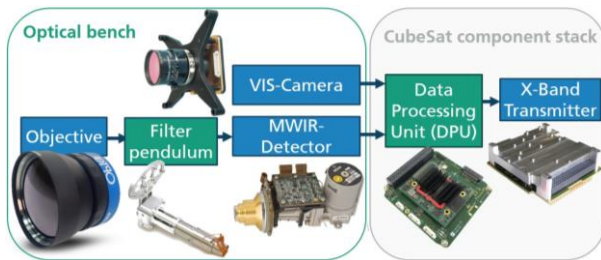 Optical bench
CubeSat component stack
VIS-Camera
Data
Processing
Unit (DPU)
X-Band
Transmitter
Objective
Filter
pendulum
MWIR-
Detector